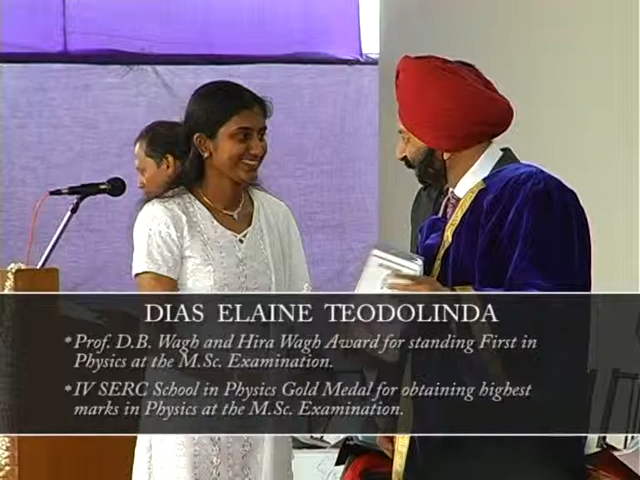 DIAS ELAINE TEODOLINDA
*Prof. D.B. Wagh and Hira Wagh Award for standing First in
Physics at the M.Sc. Examination.
*IV SERC School in Physics Gold Medal for obtaining highest
marks in Physics at the M.Sc. Examination.